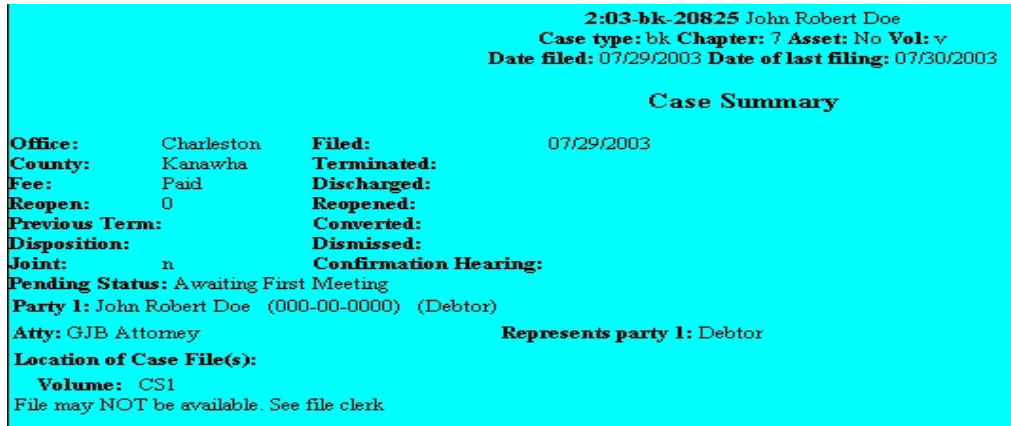 2:03-bk-20825 John Robert Doe
Case type: bk Chapter: 7 Asset: No Vol: v
Date filed: 07/29/2003 Date of last filing: 07/30/2003
Case Summary
Office: Charleston Filed: 07/29/2003
County: Kanawha Terminated:
Fee: Paid Discharged:
Reopen: 0 Reopened:
Previous Term: Converted:
Disposition: Dismissed:
Joint: n Confirmation Hearing:
Pending Status: Awaiting First Meeting
Party 1: John Robert Doe (000-00-0000) (Debtor)
Atty: GJB Attorney Represents party 1: Debtor
Location of Case File(s):
Volume: CS1
File may NOT be available. See file clerk